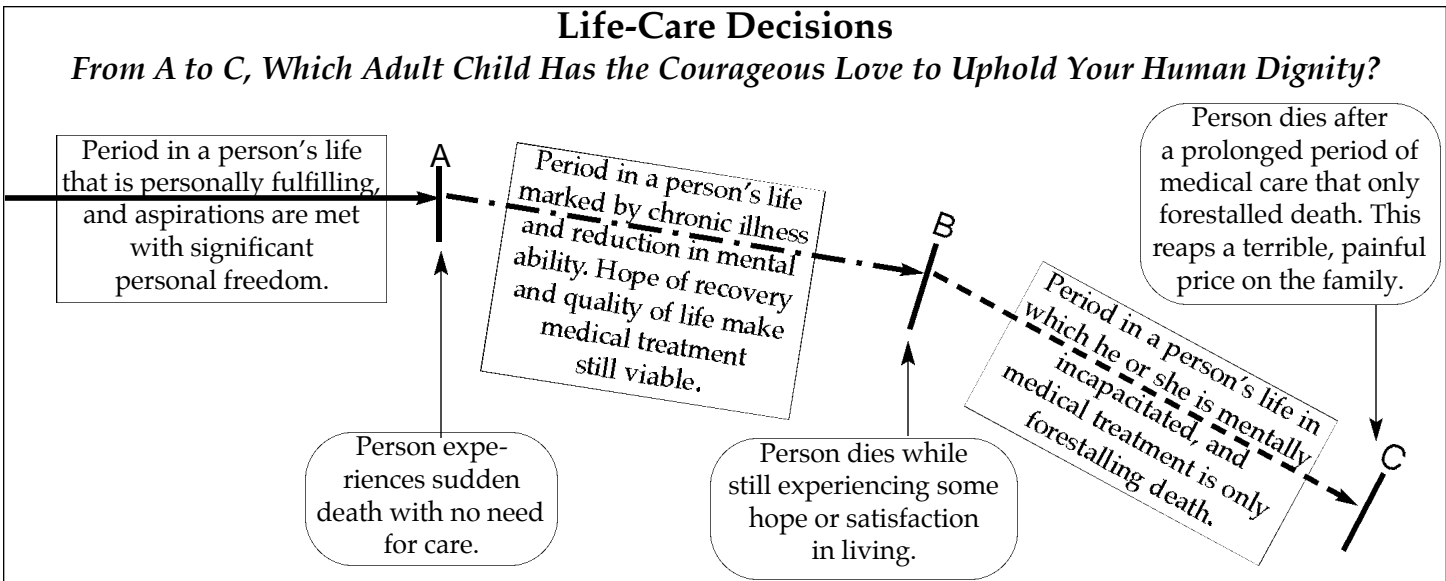 Life-Care Decisions
From A to C, Which Adult Child Has the Courageous Love to Uphold Your Human Dignity?
Period in a person's life
that is personally fulfilling,
and aspirations are met
with significant
personal freedom.
A
Person expe-
riences sudden
death with no need
for care.
Period in a person's life
marked by chronic illness
and reduction in mental
ability. Hope of recovery
and quality of life make
medical treatment
still viable.
B
Person dies while
still experiencing some
hope or satisfaction
in living.
Period in a person's life in
which he or she is mentally
incapacitated, and
medical treatment is only
forestalling death.
C
Person dies after
a prolonged period of
medical care that only
forestalled death. This
reaps a terrible, painful
price on the family.